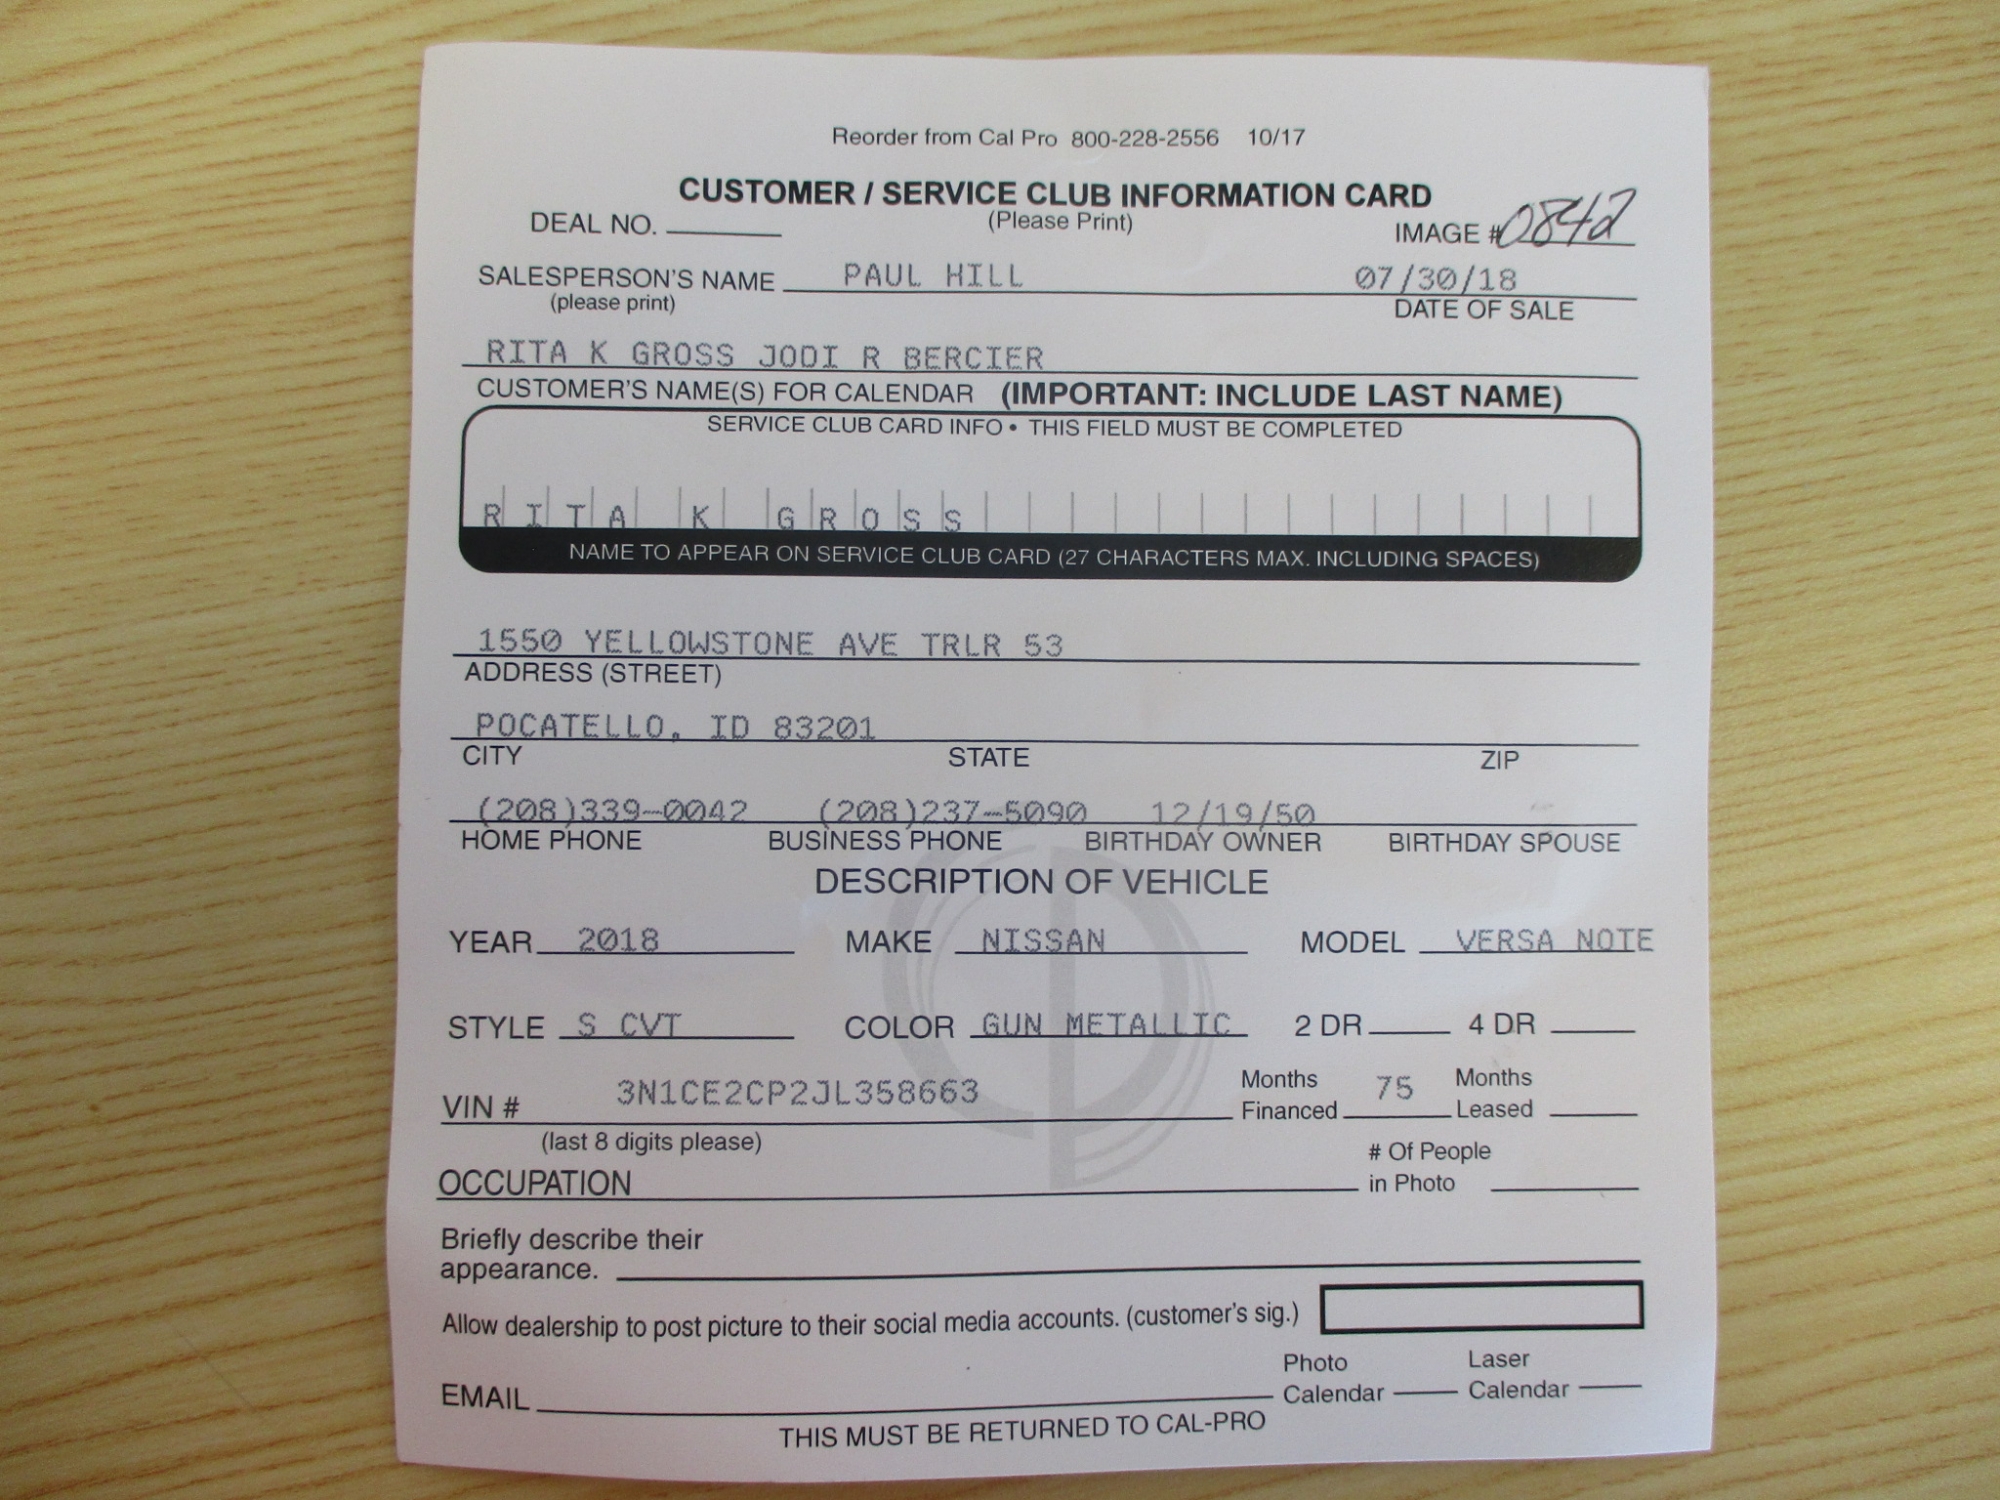 Reorder from Cal Pro 800-228-2556 10/17
CUSTOMER / SERVICE CLUB INFORMATION CARD
DEAL NO. (Please Print) IMAGE # 0842
SALESPERSON'S NAME PAUL HILL 07/30/18
(please print) DATE OF SALE
RITA K GROSS JODI R BERCIER
CUSTOMER'S NAME(S) FOR CALENDAR (IMPORTANT: INCLUDE LAST NAME)
SERVICE CLUB CARD INFO • THIS FIELD MUST BE COMPLETED
RITA K GROSS
NAME TO APPEAR ON SERVICE CLUB CARD (27 CHARACTERS MAX. INCLUDING SPACES)
1550 YELLOWSTONE AVE TRLR 53
ADDRESS (STREET)
POCATELLO, ID 83201
CITY STATE ZIP
(208)339-0042 (208)237-5090 12/19/50
HOME PHONE BUSINESS PHONE BIRTHDAY OWNER BIRTHDAY SPOUSE
DESCRIPTION OF VEHICLE
YEAR 2018 MAKE NISSAN MODEL VERSA NOTE
STYLE S CVT COLOR GUN METALLIC 2 DR 4 DR
VIN # 3N1CE2CP2JL358663 Months Financed 75 Months Leased
(last 8 digits please)
OCCUPATION # Of People in Photo
Briefly describe their
appearance.
Allow dealership to post picture to their social media accounts. (customer's sig.)
EMAIL Photo Calendar Laser Calendar
THIS MUST BE RETURNED TO CAL-PRO